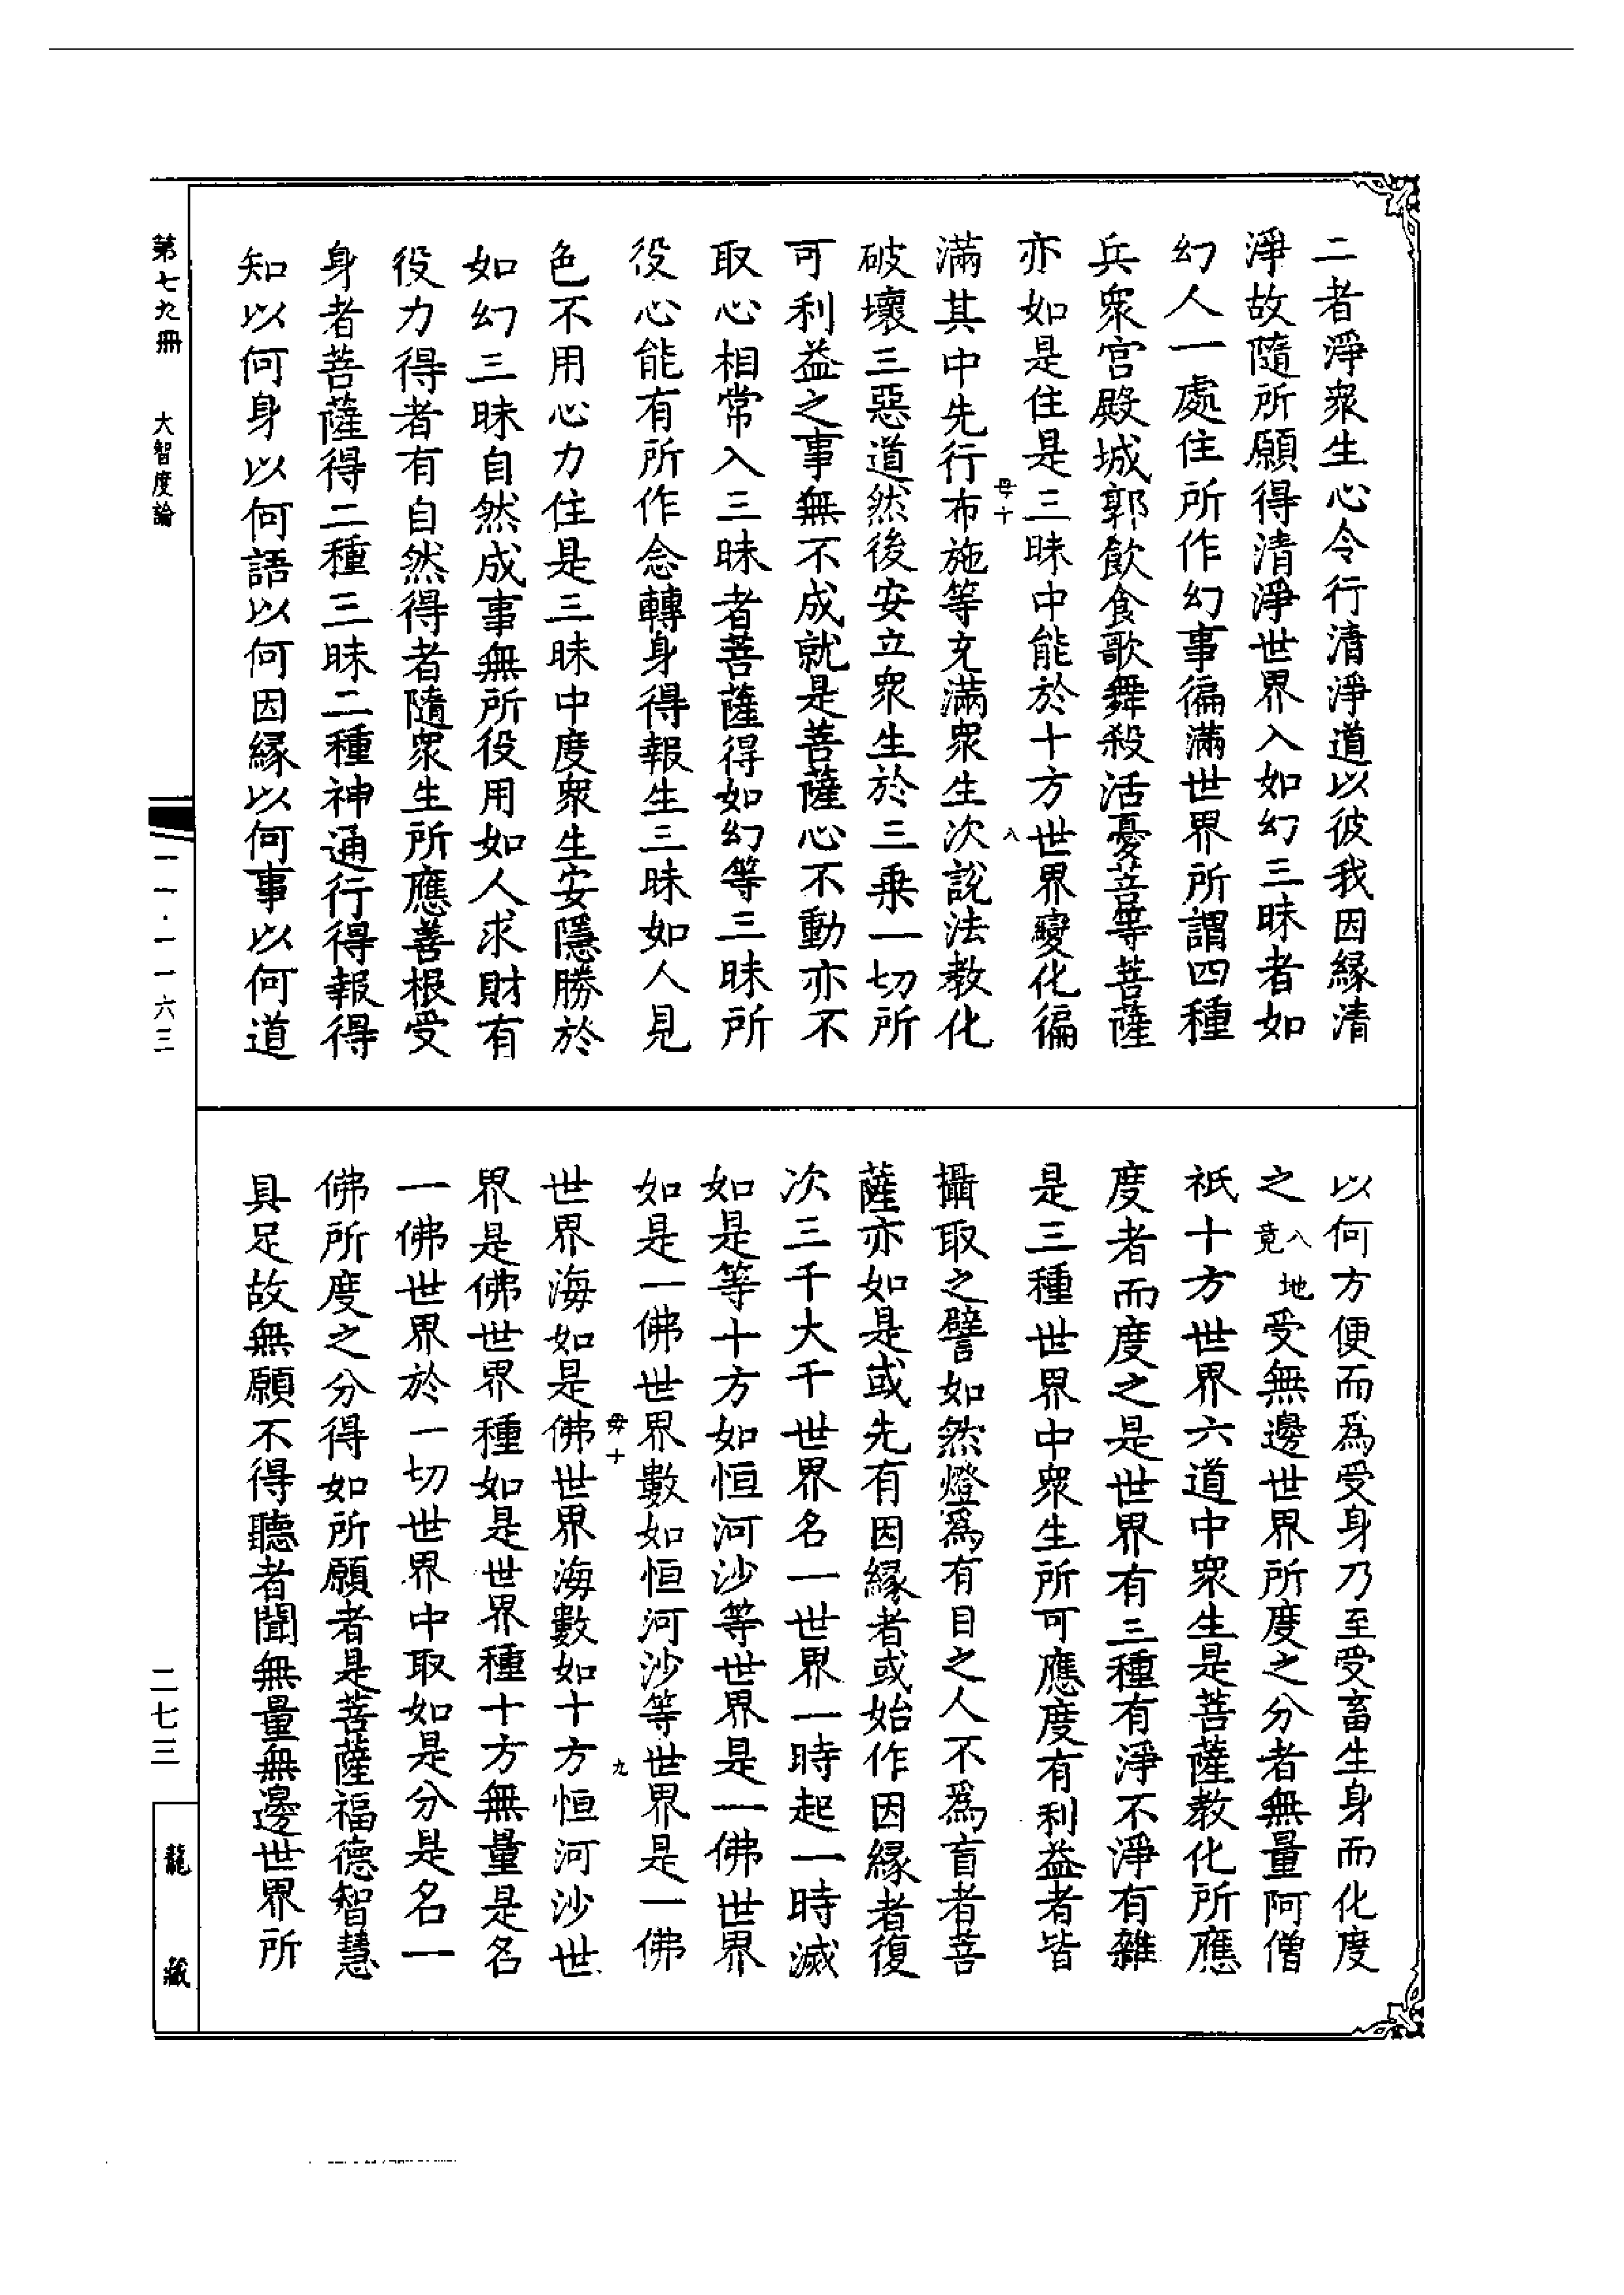 二者淨衆生心令行清淨道以彼我因緣清
淨故隨所願得清淨世界入如幻三昧者如
幻人一處住所作幻事徧滿世界所謂四種
兵衆宮殿城郭飲食歌舞殺活憂苦等菩薩
亦如是住是三昧中能於十方世界變化徧
母十
八
滿其中先行布施等充滿衆生次說法教化
破壞三惡道然後安立衆生於三乘一切所
可利益之事無不成就是菩薩心不動亦不
取心相常入三昧者菩薩得如幻等三昧所
役心能有所作念轉身得報生三昧如人見
色不用心力住是三昧中度衆生安隱勝於
如幻三昧自然成事無所役用如人求財有
役力得者有自然得者隨衆生所應善根受
身者菩薩得二種三昧二種神通行得報得
知以何身以何語以何因緣以何事以何道
以何方便而爲受身乃至受畜生身而化度
之八地竟受無邊世界所度之分者無量阿僧
祇十方世界六道中衆生是菩薩教化所應
度者而度之是世界有三種有淨不淨有雜
是三種世界中衆生所可應度有利益者皆
攝取之譬如然燈爲有目之人不爲盲者菩
薩亦如是或先有因緣者或始作因緣者復
次三千大千世界名一世界一時起一時滅
如是等十方如恒河沙等世界是一佛世界
如是一佛世界數如恒河沙等世界是一佛
母十
九
世界海如是佛世界海數如十方恒河沙世
界是佛世界種如是世界種十方無量是名
一佛世界於一切世界中取如是分是名一
佛所度之分得如所願者是菩薩福德智慧
具足故無願不得聽者聞無量無邊世界所
第七九冊 大智度論
一一·一一六三
二七三
龍藏